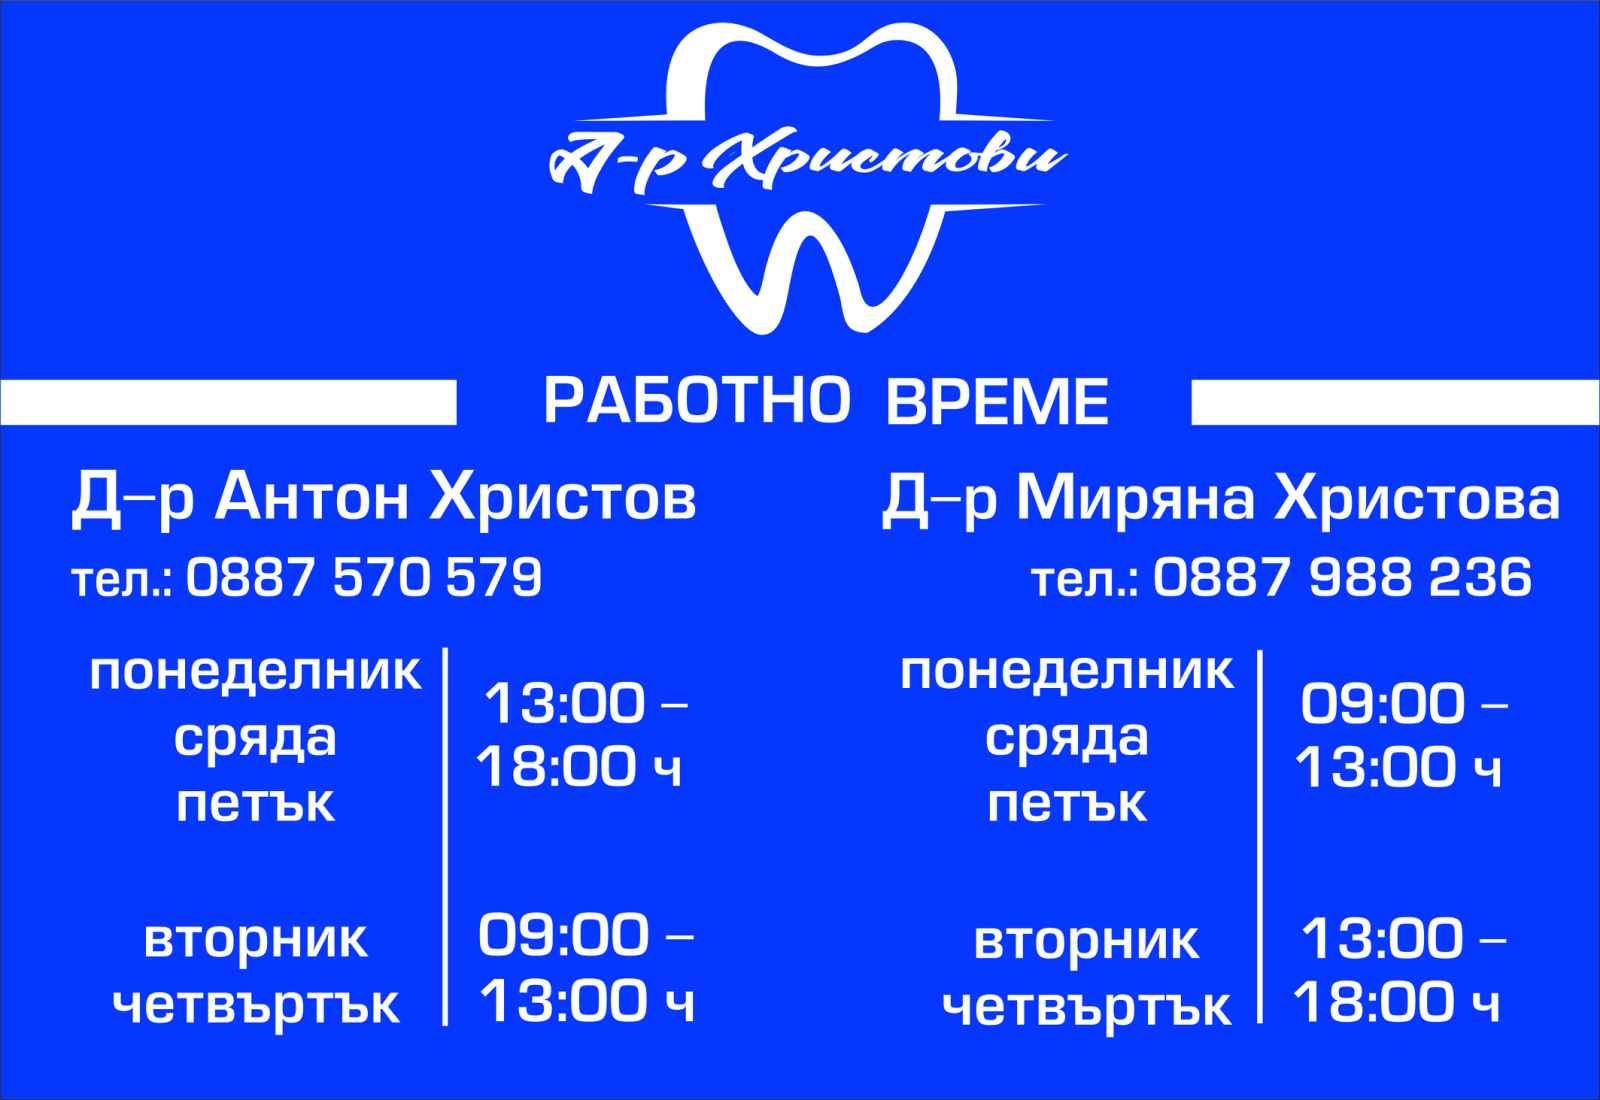 Д-р Христови
РАБОТНО ВРЕМЕ
Д-р Антон Христов
тел.: 0887 570 579
понеделник
сряда
петък
13:00 –
18:00 ч
вторник
четвъртък
09:00 –
13:00 ч
Д-р Миряна Христова
тел.: 0887 988 236
понеделник
сряда
петък
09:00 –
13:00 ч
вторник
четвъртък
13:00 –
18:00 ч